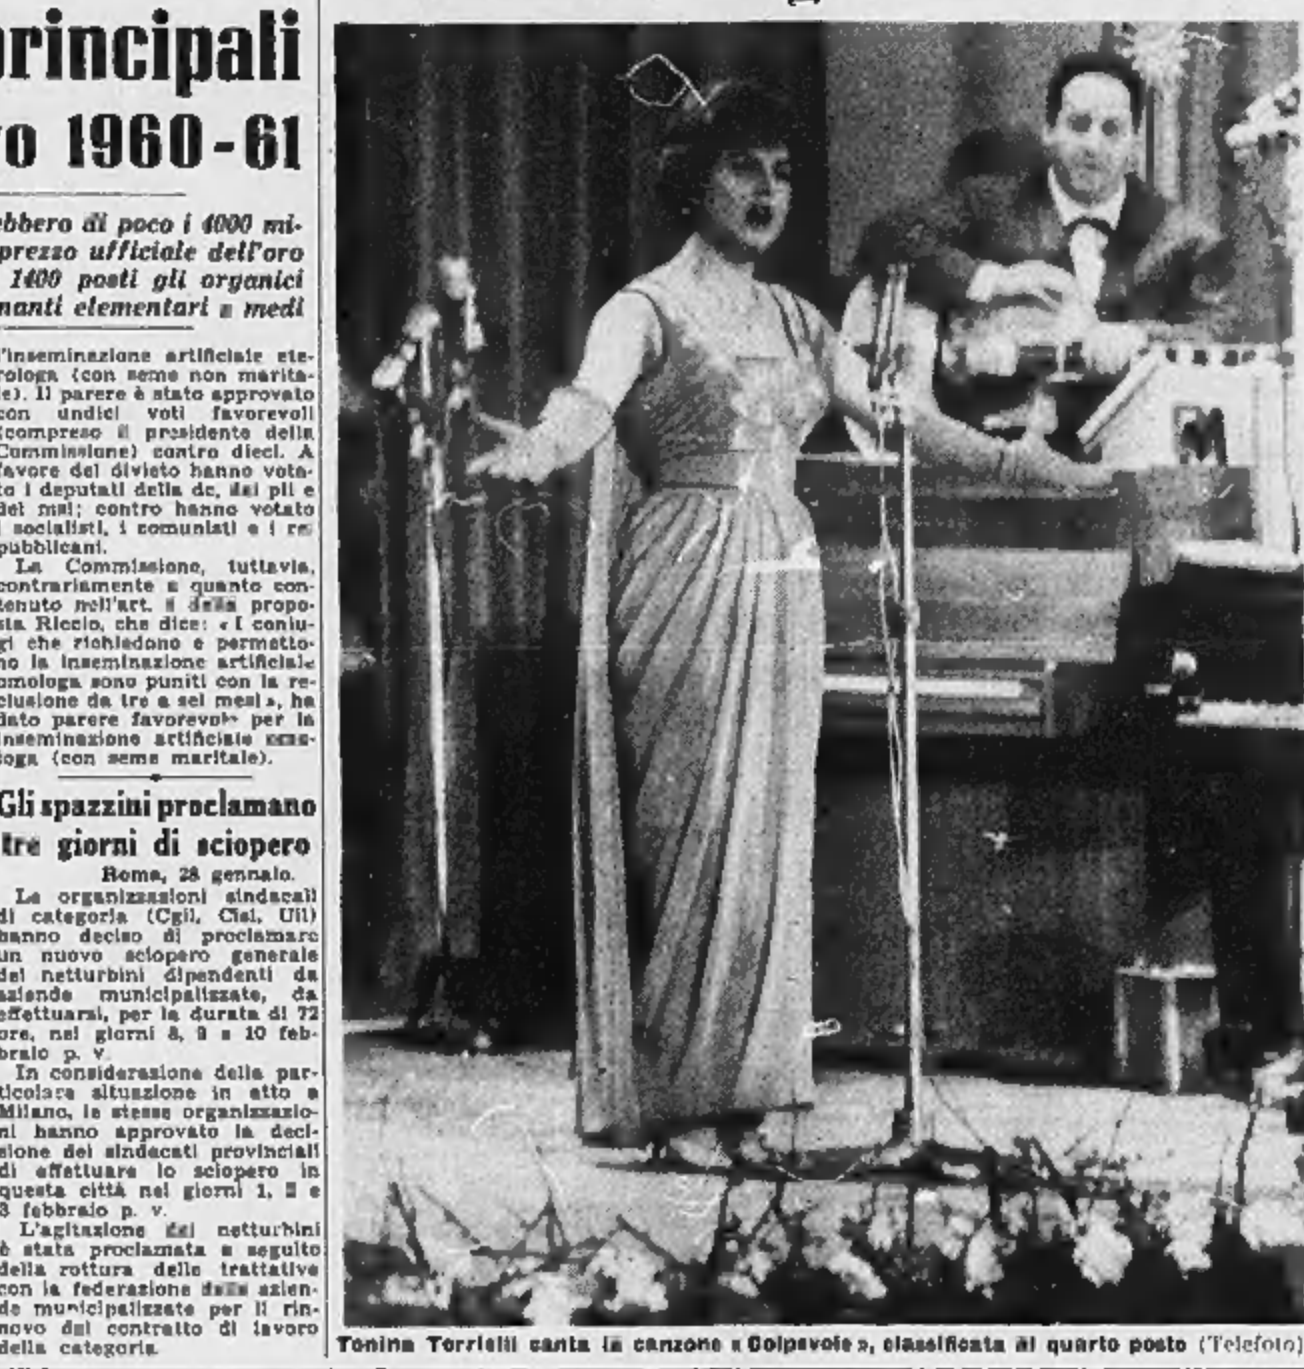 principali
o 1960-61
ebbero di poco i 4000 mi-
prezzo ufficiale dell'oro
1400 posti gli organici
nanti elementari e medi
l'inseminazione artificiale ete-
rologa (con seme non marita-
le). Il parere è stato approvato
con undici voti favorevoli
(compreso il presidente della
Commissione) contro dieci. A
favore del divieto hanno vota-
to i deputati della dc, del pli e
del msi; contro hanno votato
i socialisti, i comunisti e i re-
pubblicani.
La Commissione, tuttavia,
contrariamente a quanto con-
tenuto nell'art. della propo-
sta Riccio, che dice: «I coniu-
gi che richiedono e permetto-
no la inseminazione artificiale
omologa sono puniti con la re-
clusione da tre a sei mesi», ha
dato parere favorevole per la
inseminazione artificiale omo-
loga (con seme maritale).
Gli spazzini proclamano
tre giorni di sciopero
Roma, 28 gennaio.
Le organizzazioni sindacali
di categoria (Cgil, Cisl, Uil)
hanno deciso di proclamare
un nuovo sciopero generale
dei netturbini dipendenti da
aziende municipalizzate, da
effettuarsi, per la durata di 72
ore, nei giorni 8, 9 e 10 feb-
braio p. v.
In considerazione della par-
ticolare situazione in atto a
Milano, le stesse organizzazio-
ni hanno approvato la deci-
sione dei sindacati provinciali
di effettuare lo sciopero in
questa città nei giorni 1, 2 e
3 febbraio p. v.
L'agitazione dei netturbini
è stata proclamata a seguito
della rottura delle trattative
con la federazione delle azien-
de municipalizzate per il rin-
novo del contratto di lavoro
della categoria.
M
Tonina Torrielli canta la canzone «Colpevole», classificata al quarto posto (Telefoto)